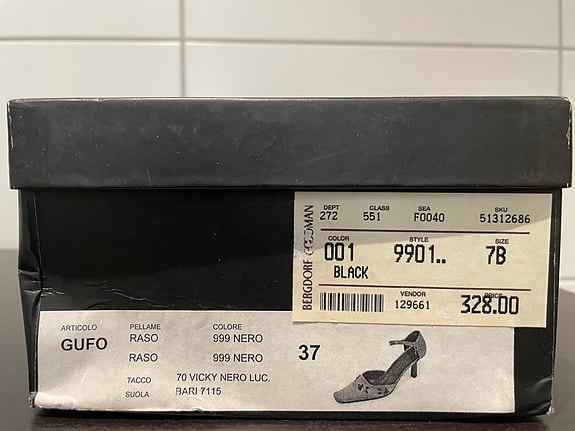 BERGDORF GOODMAN
DEPT CLASS SEA SKU
272 551 F0040 51312686
COLOR STYLE SIZE
001 9901.. 7B
BLACK
VENDOR PRICE
129661 328.00
ARTICOLO PELLAME COLORE
GUFO RASO 999 NERO
RASO 999 NERO
37
TACCO 70 VICKY NERO LUC.
SUOLA BARI 7115